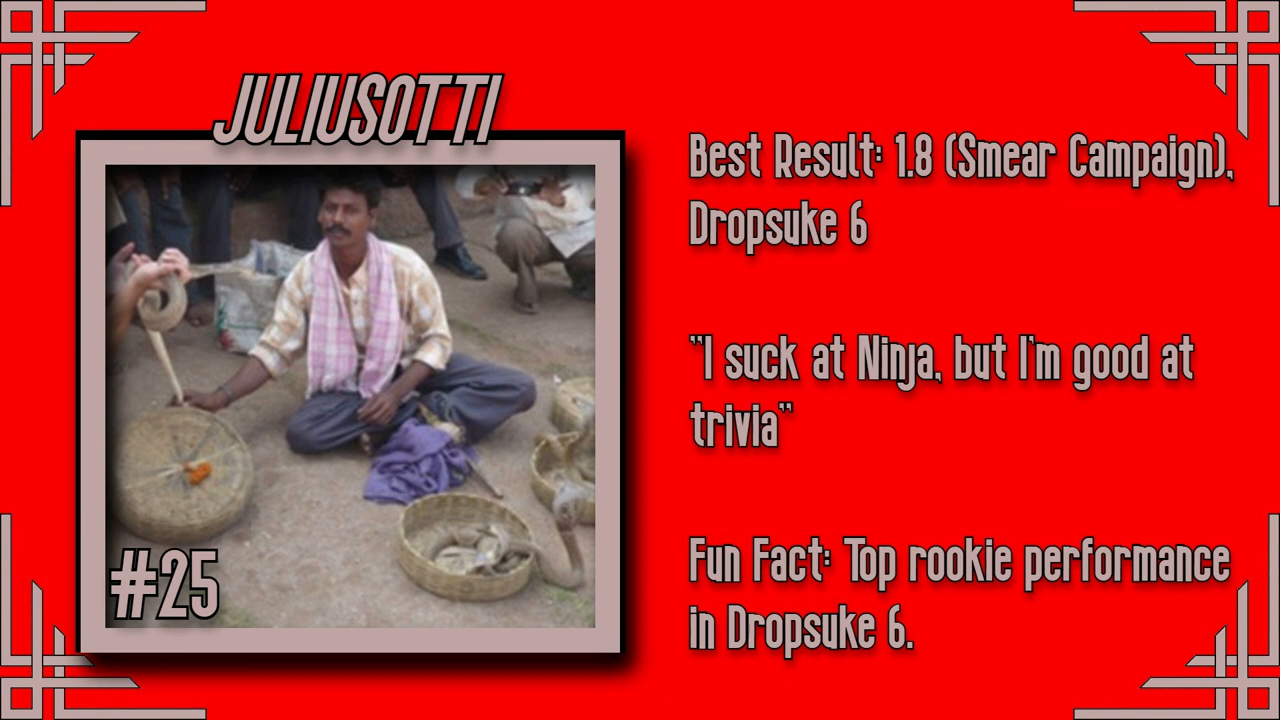 JULIUSOTTI
Best Result: 1.8 (Smear Campaign),
Dropsuke 6
"I suck at Ninja, but I'm good at
trivia"
Fun Fact: Top rookie performance
in Dropsuke 6.
#25